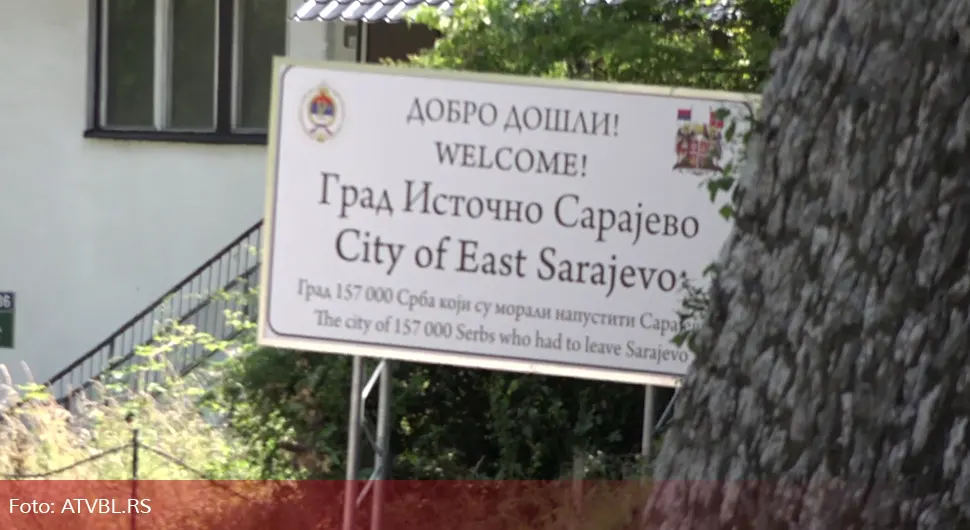 ДОБРО ДОШЛИ!
WELCOME!
Град Источно Сарајево
City of East Sarajevo
Град 157 000 Срба који су морали напустити
The city of 157 000 Serbs who had to leave Sarajevo
Foto: ATVBL.RS